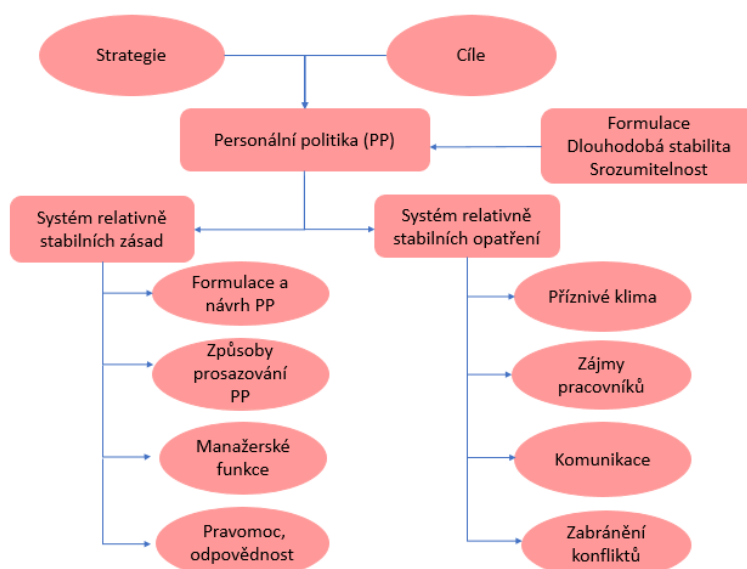 Strategie
Cíle
Personální politika (PP)
Formulace
Dlouhodobá stabilita
Srozumitelnost
Systém relativně
stabilních zásad
Systém relativně
stabilních opatření
Formulace a
návrh PP
Způsoby
prosazování
PP
Manažerské
funkce
Pravomoc,
odpovědnost
Příznivé klima
Zájmy
pracovníků
Komunikace
Zabránění
konfliktů